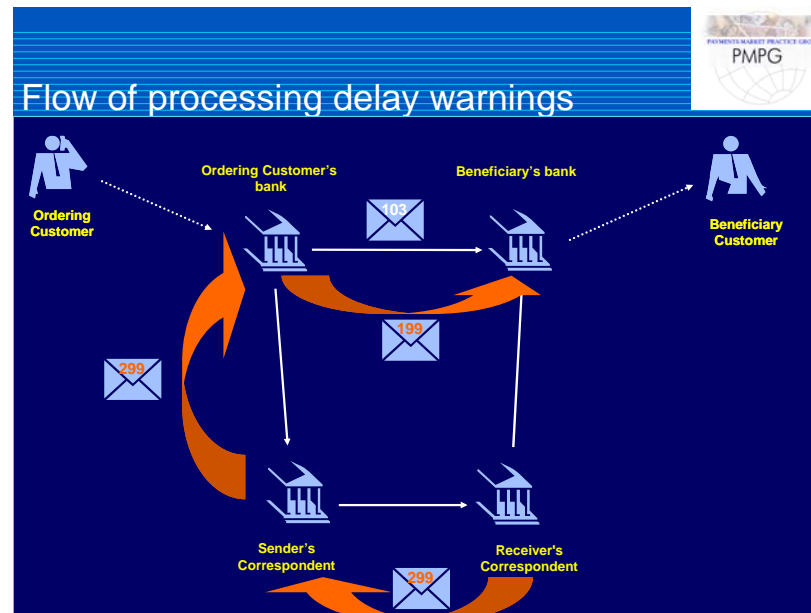 PAYMENTS MARKET PRACTICE GRO
PMPG
Flow of processing delay warnings
Ordering Customer's
bank
Beneficiary's bank
103
Ordering
Customer
Beneficiary
Customer
199
299
Sender's
Correspondent
Receiver's
Correspondent
299